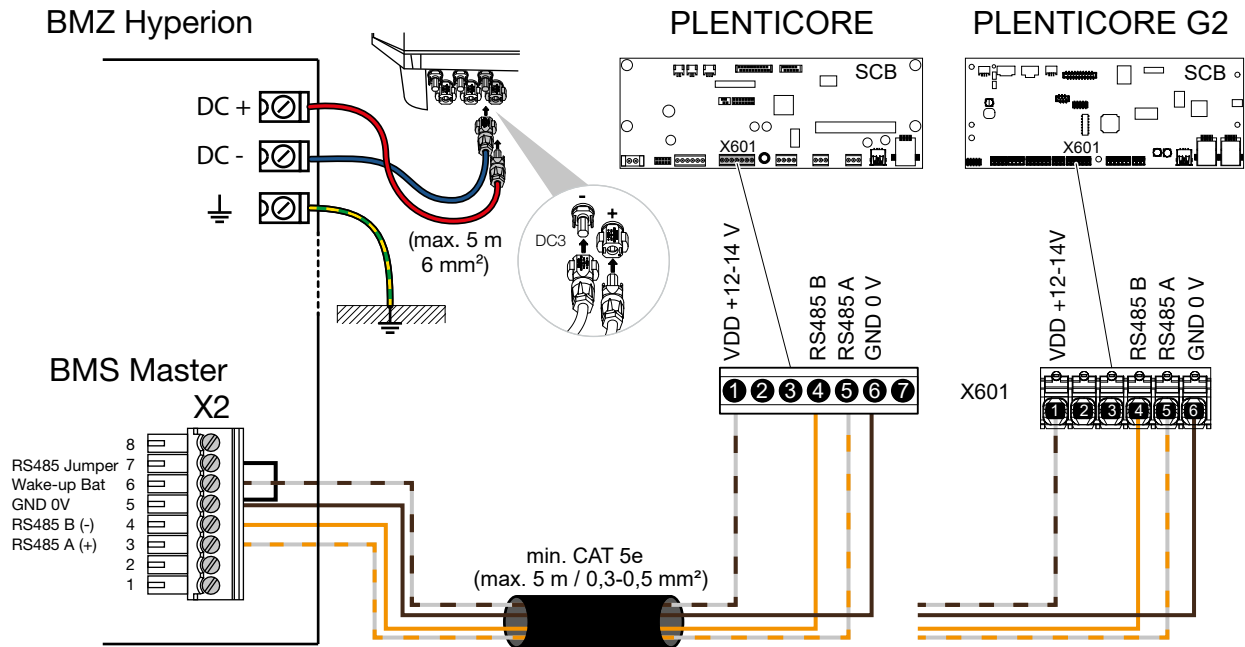 BMZ Hyperion
PLENTICORE
PLENTICORE G2
SCB
SCB
X601
X601
DC +
DC -
(max. 5 m
6 mm²)
-
+
DC3
VDD +12-14 V
RS485 B
RS485 A
GND 0 V
VDD +12-14V
RS485 B
RS485 A
GND 0 V
1 2 3 4 5 6 7
X601
1 2 3 4 5 6
BMS Master
X2
8
RS485 Jumper 7
Wake-up Bat 6
GND 0V 5
RS485 B (-) 4
RS485 A (+) 3
2
1
min. CAT 5e
(max. 5 m / 0,3-0,5 mm²)